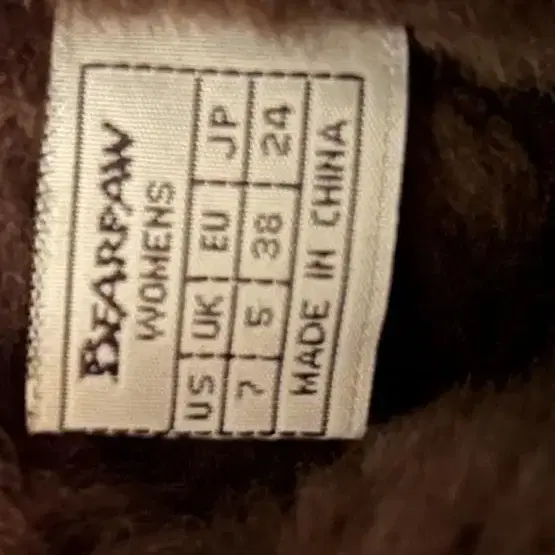 BEARPAW
WOMENS
US UK EU JP
7 5 38 24
MADE IN CHINA